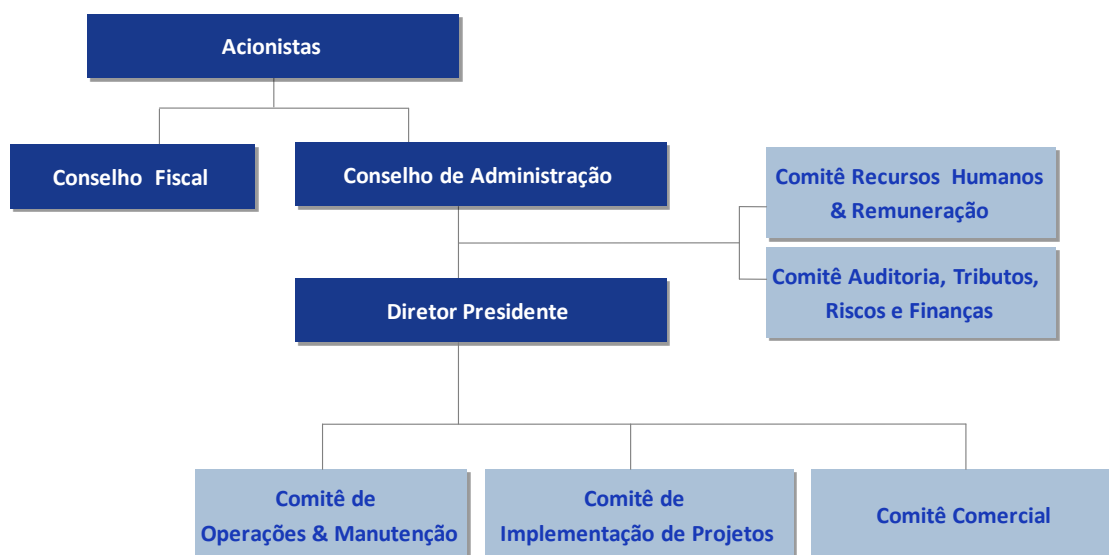 Acionistas
Conselho Fiscal
Conselho de Administração
Comitê Recursos Humanos
& Remuneração
Comitê Auditoria, Tributos,
Riscos e Finanças
Diretor Presidente
Comitê de
Operações & Manutenção
Comitê de
Implementação de Projetos
Comitê Comercial